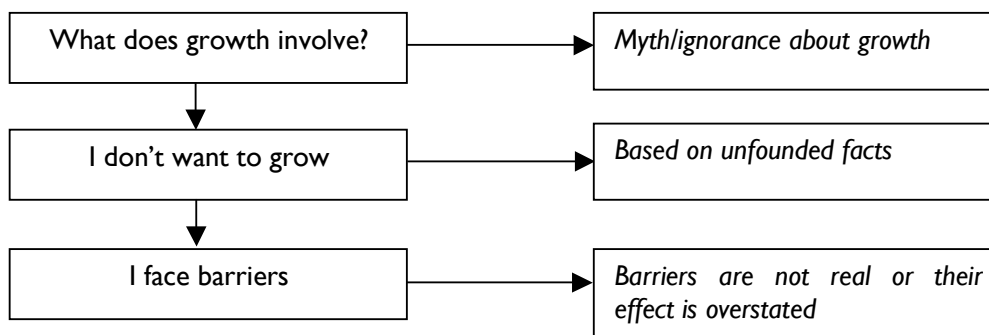 What does growth involve?
Myth/ignorance about growth
I don't want to grow
Based on unfounded facts
I face barriers
Barriers are not real or their
effect is overstated